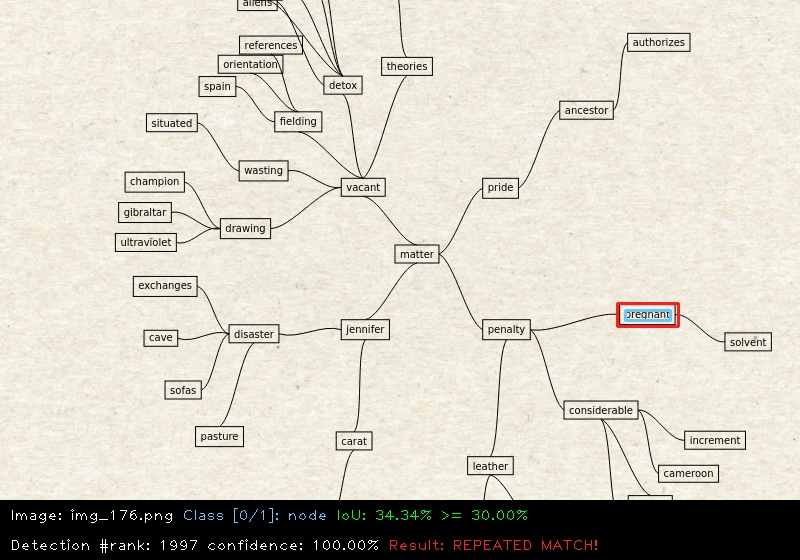 aliens
references
orientation
theories
spain
detox
authorizes
ancestor
situated
fielding
wasting
champion
vacant
pride
gibraltar
drawing
ultraviolet
matter
exchanges
pregnant
disaster
jennifer
penalty
cave
solvent
sofas
considerable
pasture
carat
increment
leather
cameroon
Image: img_176.png Class [0/1]: node IoU: 34.34% >= 30.00%
Detection #rank: 1997 confidence: 100.00% Result: REPEATED MATCH!